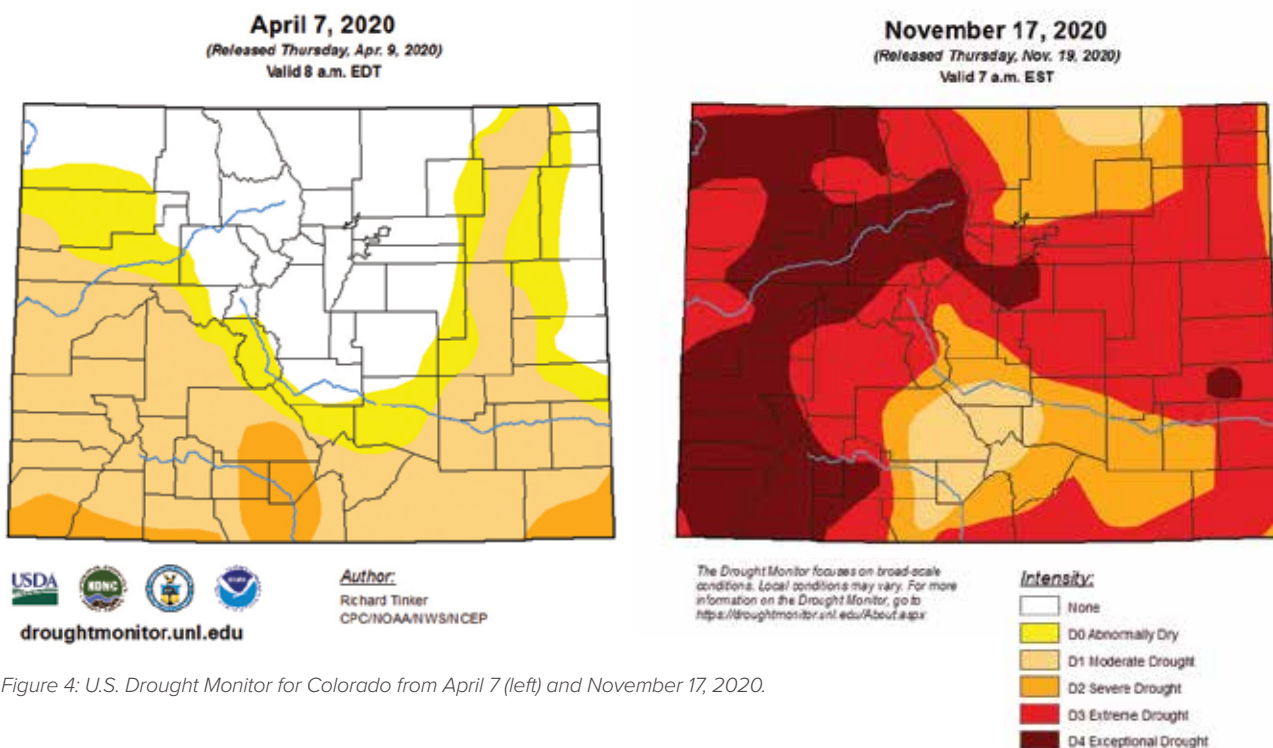 April 7, 2020
(Released Thursday, Apr. 9, 2020)
Valid 8 a.m. EDT
November 17, 2020
(Released Thursday, Nov. 19, 2020)
Valid 7 a.m. EST
USDA
NDMC
droughtmonitor.unl.edu
Author:
Richard Tinker
CPC/NOAA/NWS/NCEP
The Drought Monitor focuses on broad-scale
conditions. Local conditions may vary. For more
information on the Drought Monitor, go to
https://droughtmonitor.unl.edu/About.aspx
Intensity:
None
D0 Abnormally Dry
D1 Moderate Drought
D2 Severe Drought
D3 Extreme Drought
D4 Exceptional Drought
Figure 4: U.S. Drought Monitor for Colorado from April 7 (left) and November 17, 2020.